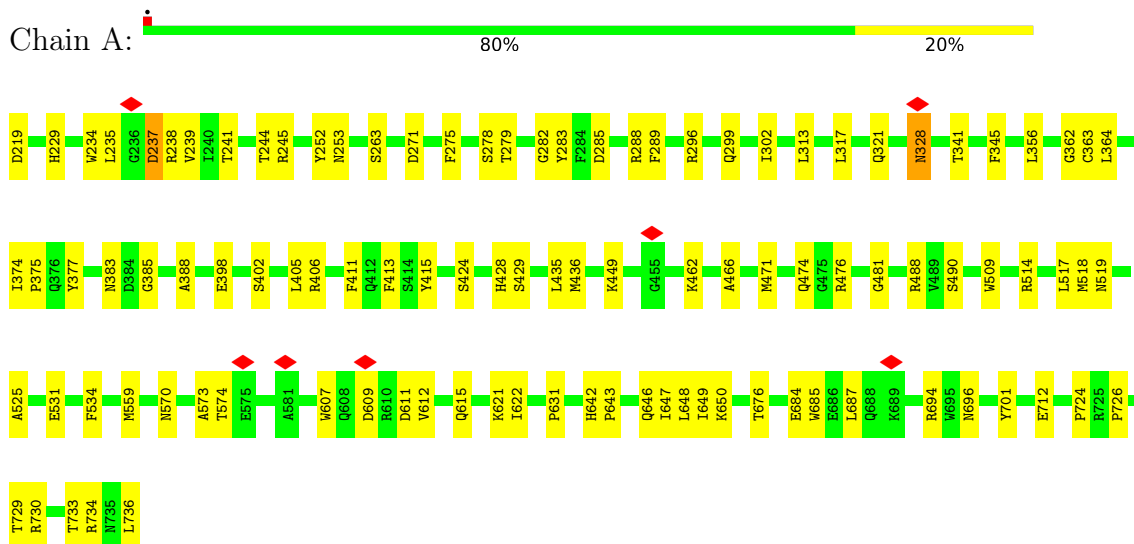 Chain A:
80%
20%
D219 H229 W234 L235 G236 D237 R238 V239 I240 T241 T244 R245 Y252 N253 S263 D271 F275 S278 T279 G282 Y283 F284 D285 R288 F289 R296 Q299 I302 L313 L317 Q321 N328 T341 F345 L356 G362 C363 L364
I374 P375 Q376 Y377 N383 D384 G385 A388 E398 S402 L405 R406 F411 Q412 F413 S414 Y415 S424 H428 S429 L435 M436 K449 G455 K462 A466 M471 Q474 G475 R476 G481 R488 V489 S490 W509 R514 L517 M518 N519
A525 E531 F534 M559 N570 A573 T574 E575 A581 W607 Q608 D609 R610 D611 V612 Q615 K621 I622 P631 H642 P643 Q646 I647 L648 I649 K650 T676 E684 W685 E686 L687 Q688 K689 R694 W695 N696 Y701 E712 P724 R725 P726
T729 R730 T733 R734 N735 L736